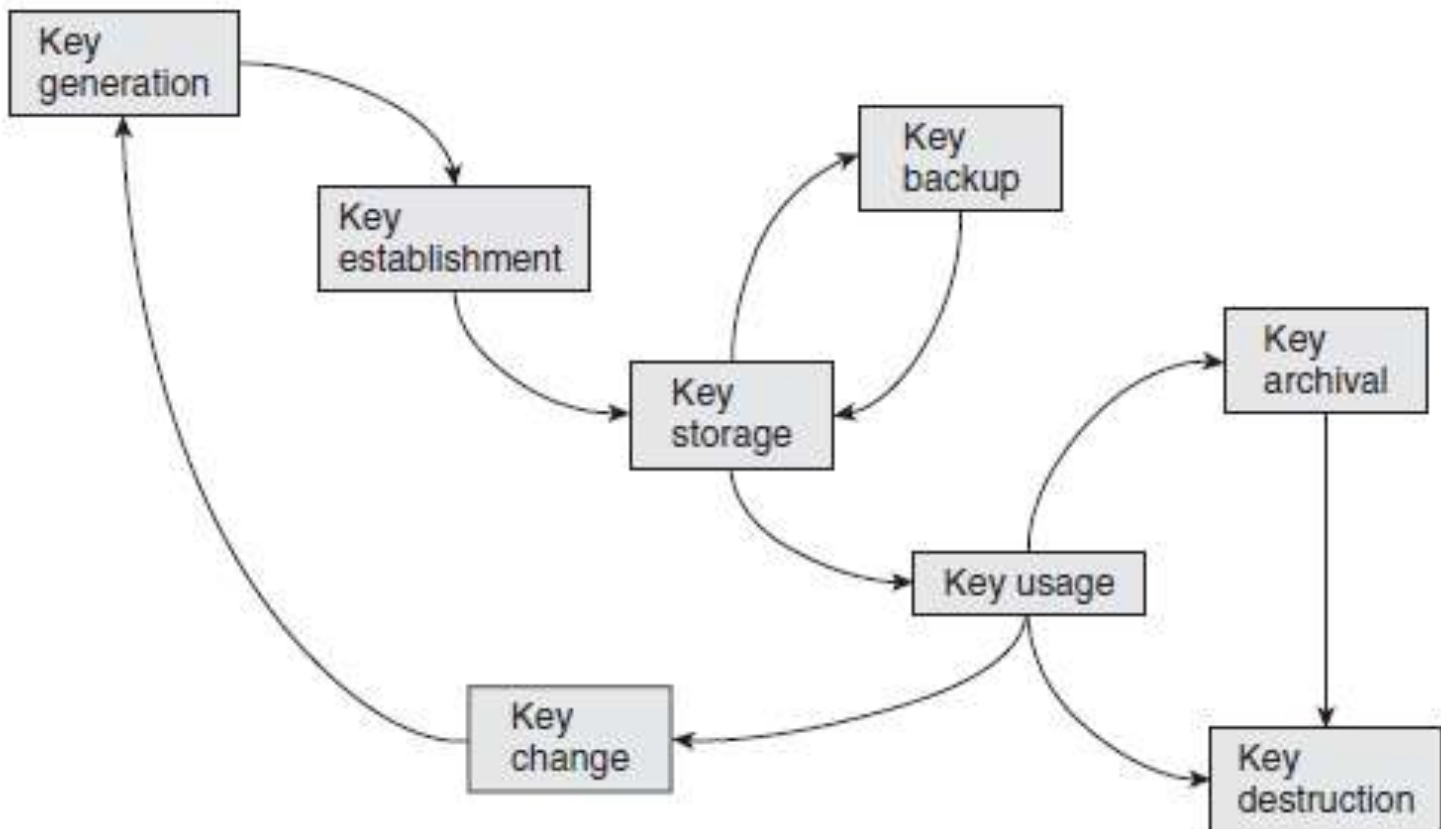 Key
generation
Key
backup
Key
establishment
Key
archival
Key
storage
Key usage
Key
change
Key
destruction